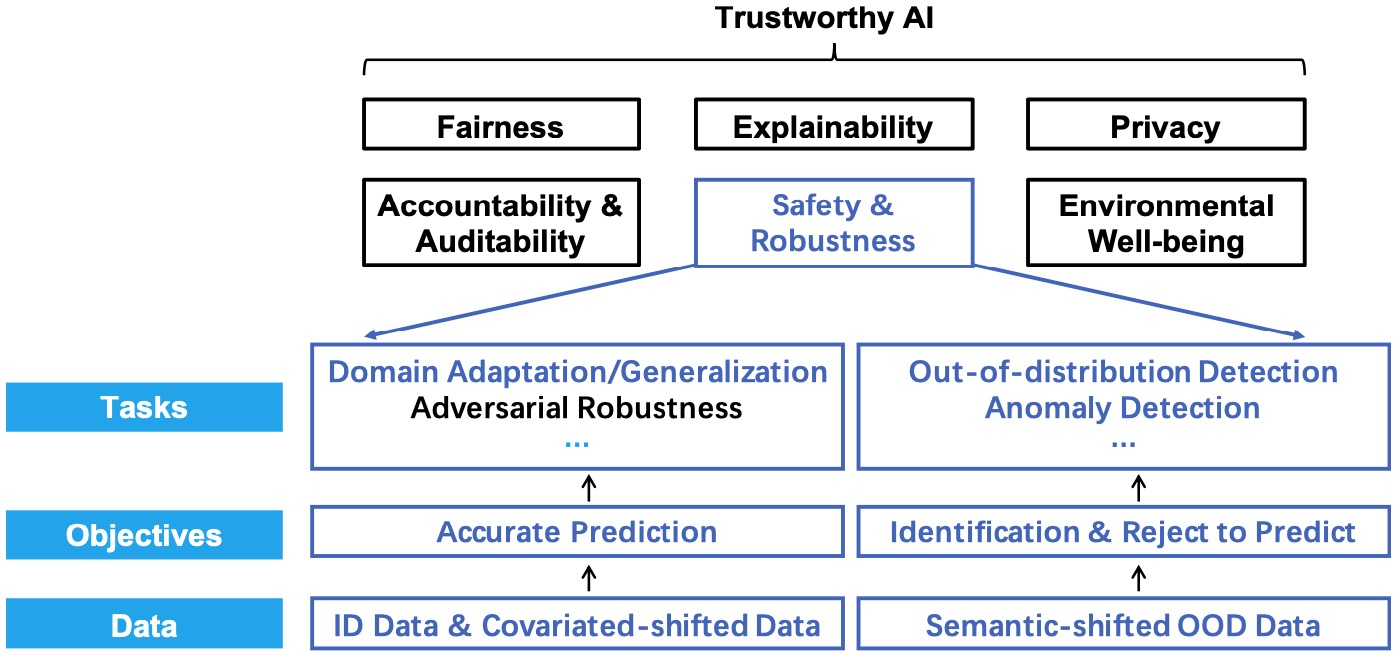 Trustworthy AI
Fairness
Explainability
Privacy
Accountability &
Auditability
Safety &
Robustness
Environmental
Well-being
Tasks
Domain Adaptation/Generalization
Adversarial Robustness
...
Out-of-distribution Detection
Anomaly Detection
...
Objectives
Accurate Prediction
Identification & Reject to Predict
Data
ID Data & Covariated-shifted Data
Semantic-shifted OOD Data